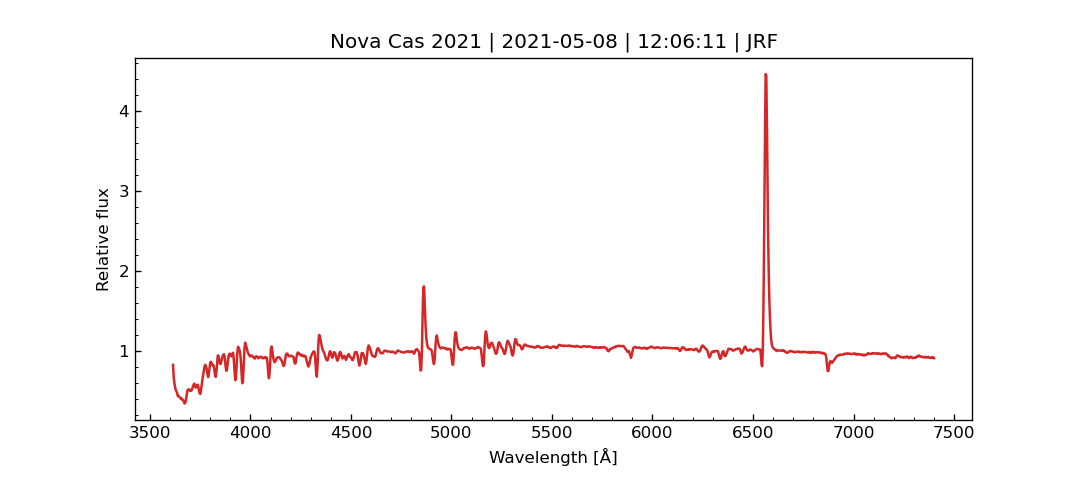 Nova Cas 2021 | 2021-05-08 | 12:06:11 | JRF
4
3
2
1
Relative flux
3500 4000 4500 5000 5500 6000 6500 7000 7500
Wavelength [Å]